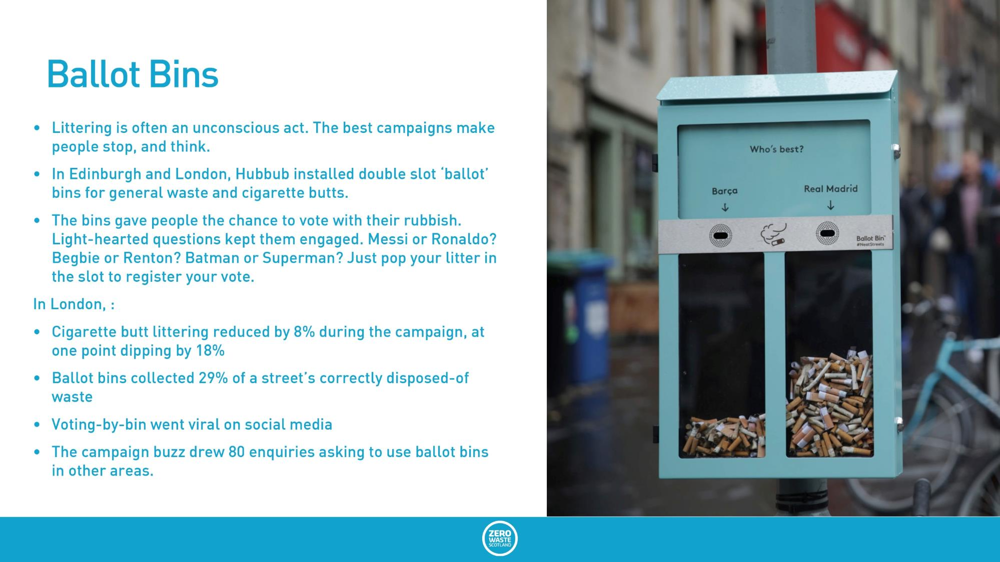 Ballot Bins
• Littering is often an unconscious act. The best campaigns make
people stop, and think.
• In Edinburgh and London, Hubbub installed double slot ‘ballot’
bins for general waste and cigarette butts.
• The bins gave people the chance to vote with their rubbish.
Light-hearted questions kept them engaged. Messi or Ronaldo?
Begbie or Renton? Batman or Superman? Just pop your litter in
the slot to register your vote.
In London, :
• Cigarette butt littering reduced by 8% during the campaign, at
one point dipping by 18%
• Ballot bins collected 29% of a street’s correctly disposed-of
waste
• Voting-by-bin went viral on social media
• The campaign buzz drew 80 enquiries asking to use ballot bins
in other areas.
Who’s best?
Barça
Real Madrid
Ballot Bin™
#NeatStreets
ZERO
WASTE
SCOTLAND